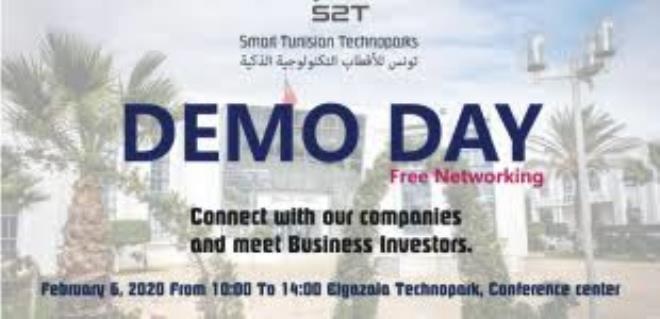 S2T
Smart Tunisian Technoparks
تونس للأقطاب التكنولوجية الذكية
DEMO DAY
Free Networking
Connect with our companies
and meet Business Investors.
February 6, 2020 From 10:00 To 14:00 Elgazala Technopark, Conference center